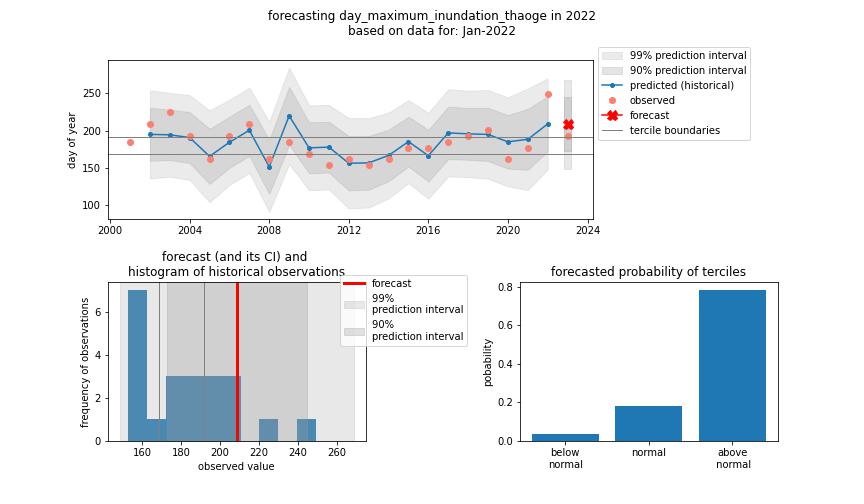 forecasting day_maximum_inundation_thaoge in 2022
based on data for: Jan-2022
day of year
250
200
150
100
2000
2004
2008
2012
2016
2020
2024
99% prediction interval
90% prediction interval
predicted (historical)
observed
forecast
tercile boundaries
forecast (and its CI) and
histogram of historical observations
frequency of observations
6
4
2
0
160
180
200
220
240
260
observed value
forecast
99%
prediction interval
90%
prediction interval
forecasted probability of terciles
pobability
0.8
0.6
0.4
0.2
0.0
below
normal
normal
above
normal